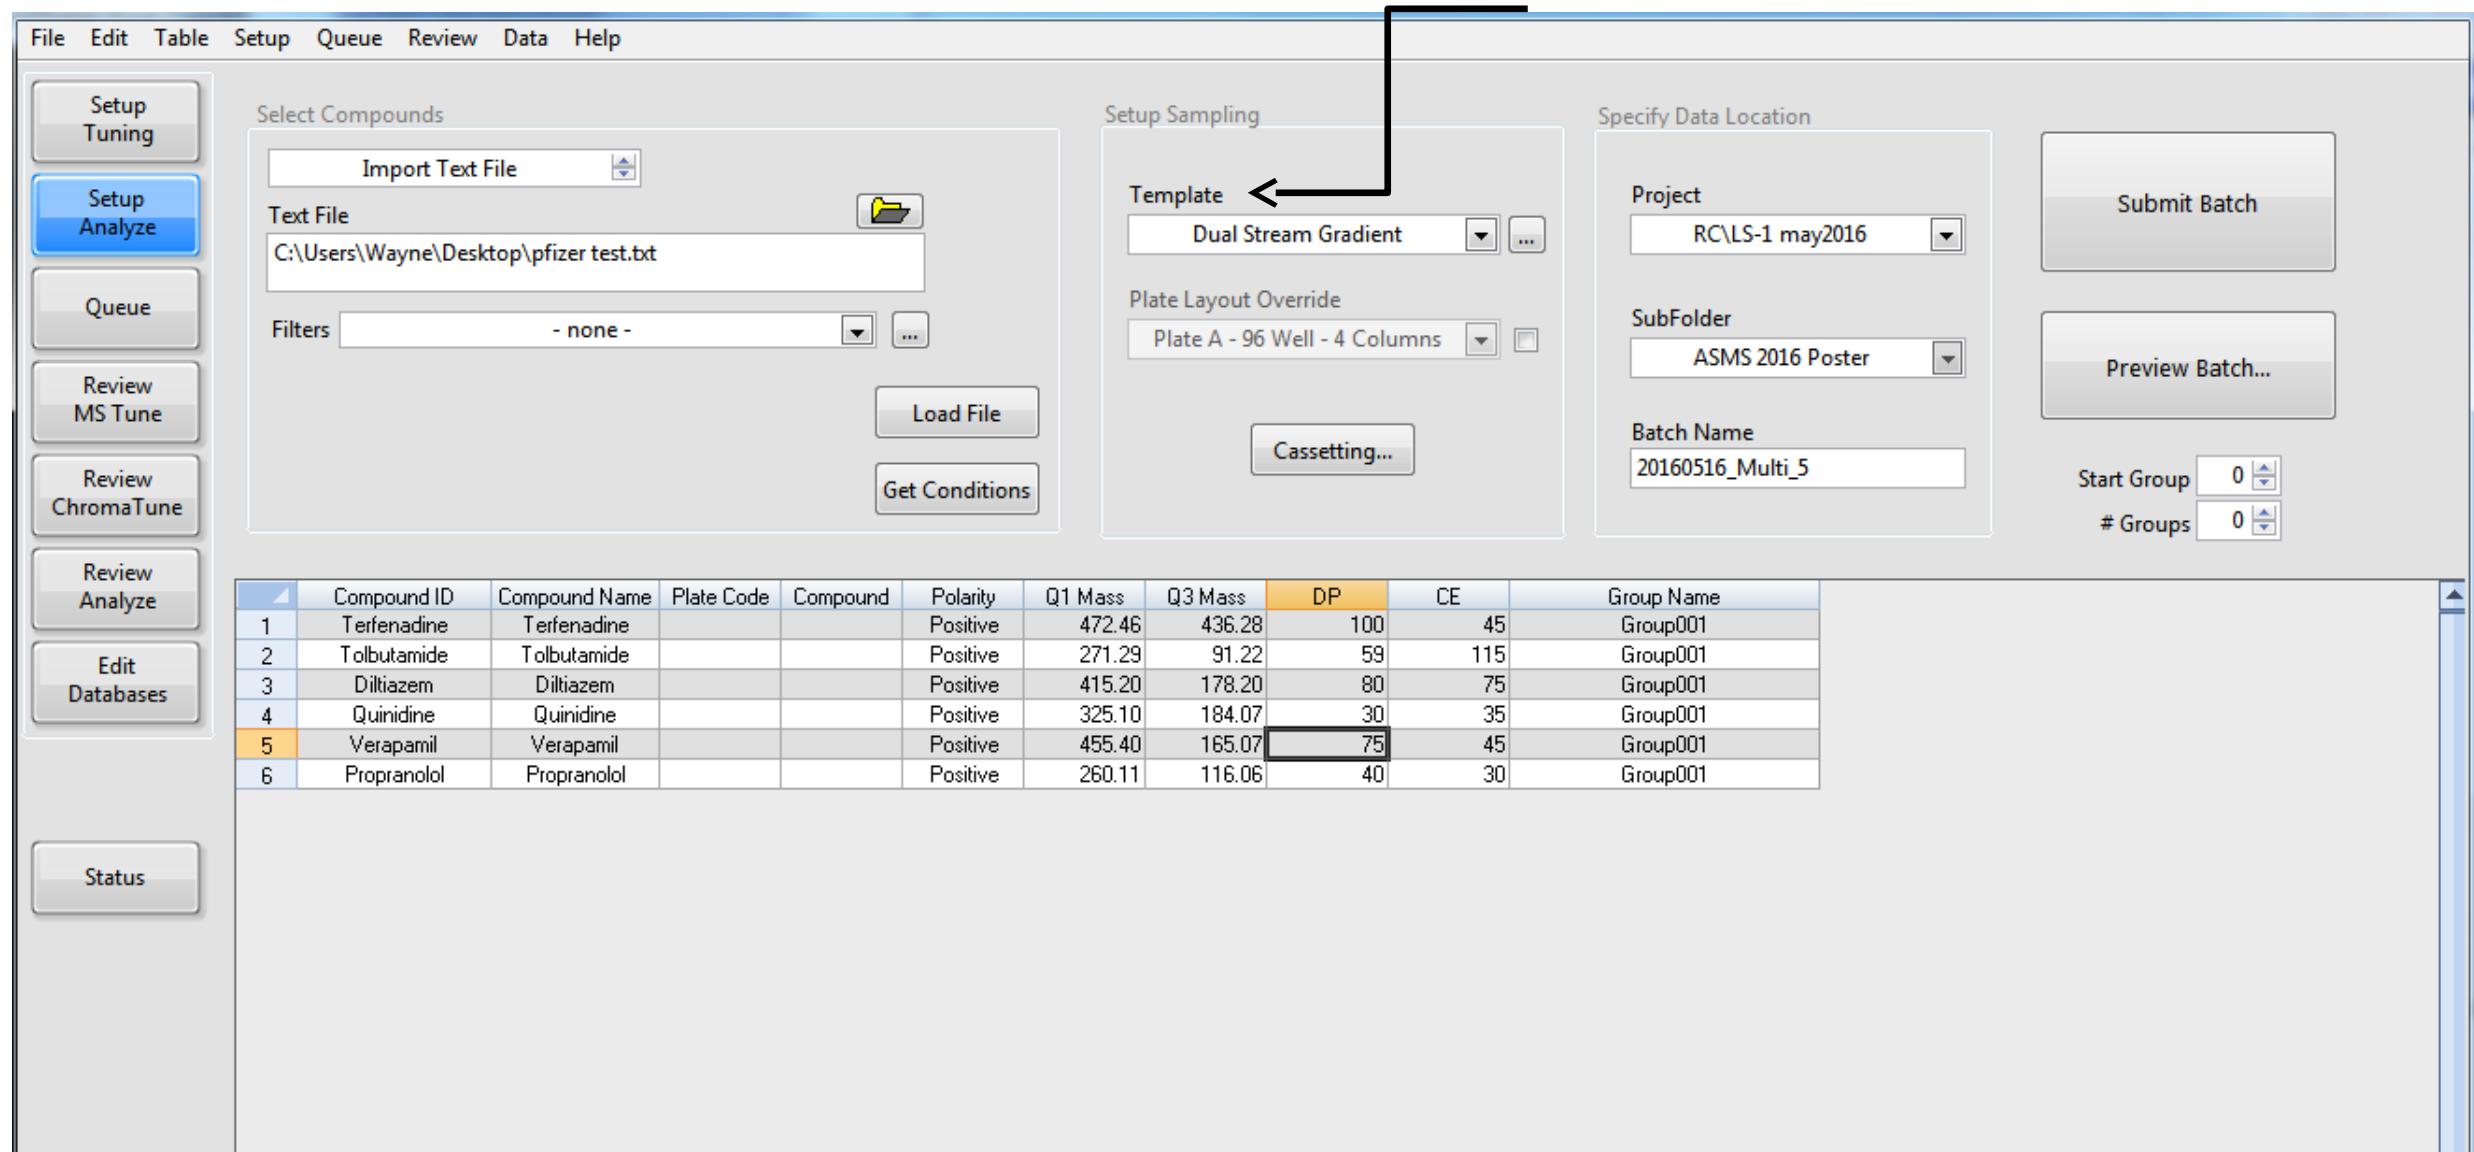 File Edit Table Setup Queue Review Data Help
Setup
Tuning
Setup
Analyze
Queue
Review
MS Tune
Review
ChromaTune
Review
Analyze
Edit
Databases
Status
Select Compounds
Import Text File
Text File
C:\Users\Wayne\Desktop\pfizer test.txt
Filters - none - ...
Load File
Get Conditions
Setup Sampling
Template
Dual Stream Gradient ...
Plate Layout Override
Plate A - 96 Well - 4 Columns
Cassetting...
Specify Data Location
Project
RC\LS-1 may2016
SubFolder
ASMS 2016 Poster
Batch Name
20160516_Multi_5
Submit Batch
Preview Batch...
Start Group 0
# Groups 0
Compound ID Compound Name Plate Code Compound Polarity Q1 Mass Q3 Mass DP CE Group Name
1 Terfenadine Terfenadine Positive 472.46 436.28 100 45 Group001
2 Tolbutamide Tolbutamide Positive 271.29 91.22 59 115 Group001
3 Diltiazem Diltiazem Positive 415.20 178.20 80 75 Group001
4 Quinidine Quinidine Positive 325.10 184.07 30 35 Group001
5 Verapamil Verapamil Positive 455.40 165.07 75 45 Group001
6 Propranolol Propranolol Positive 260.11 116.06 40 30 Group001